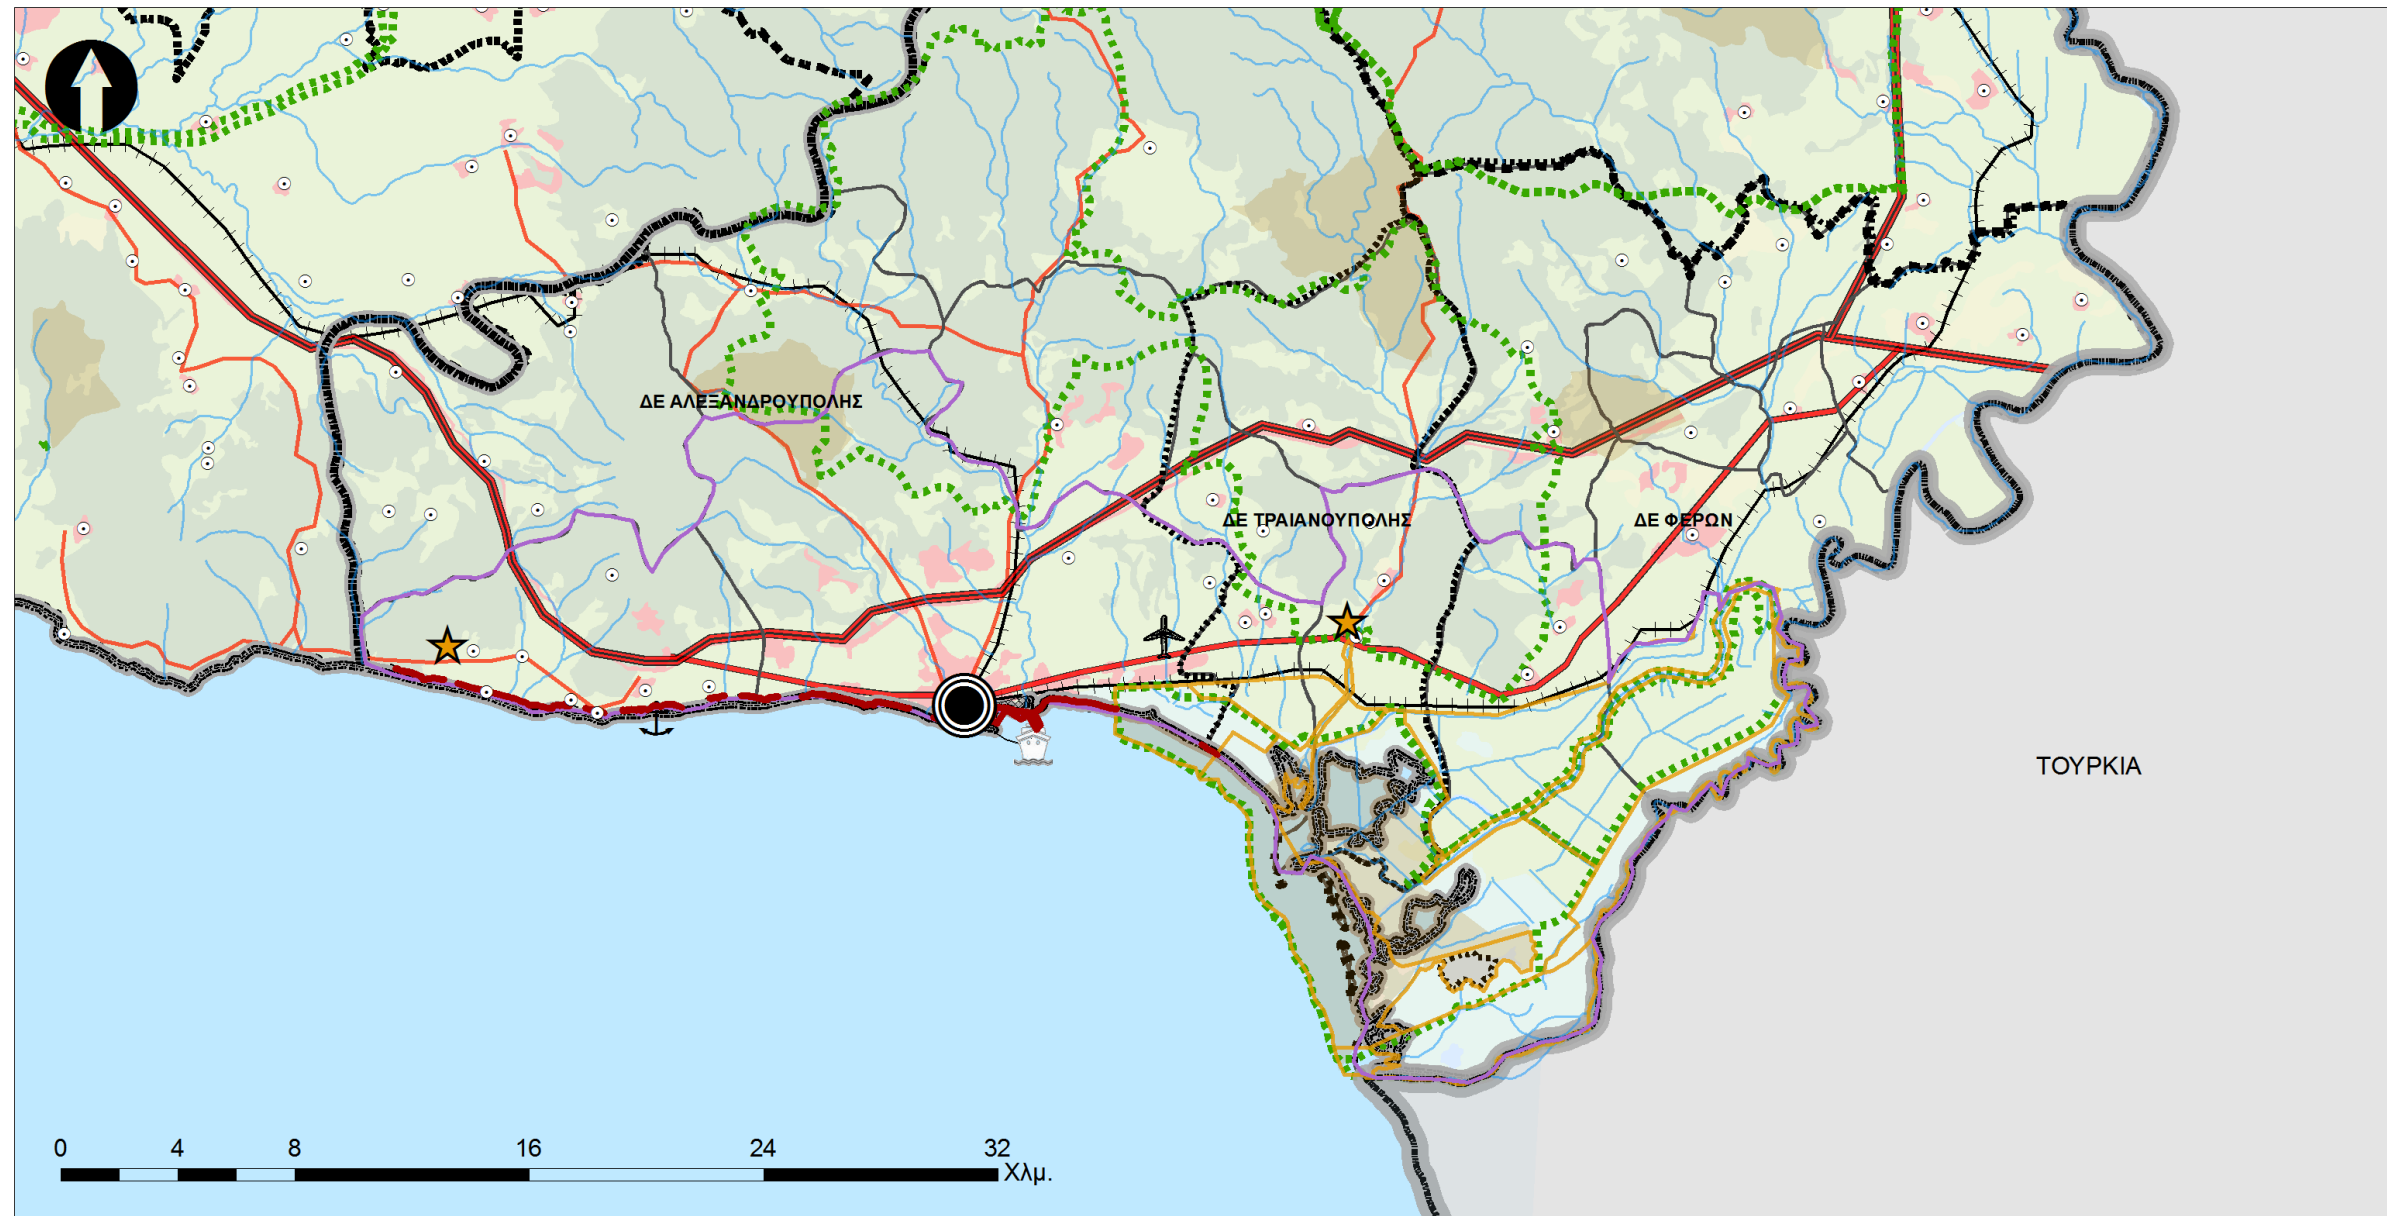 ΔΕ ΑΛΕΞΑΝΔΡΟΥΠΟΛΗΣ
ΔΕ ΤΡΑΙΑΝΟΥΠΟΛΗΣ
ΔΕ ΦΕΡΩΝ
ΤΟΥΡΚΙΑ
0 4 8 16 24 32
Χλμ.